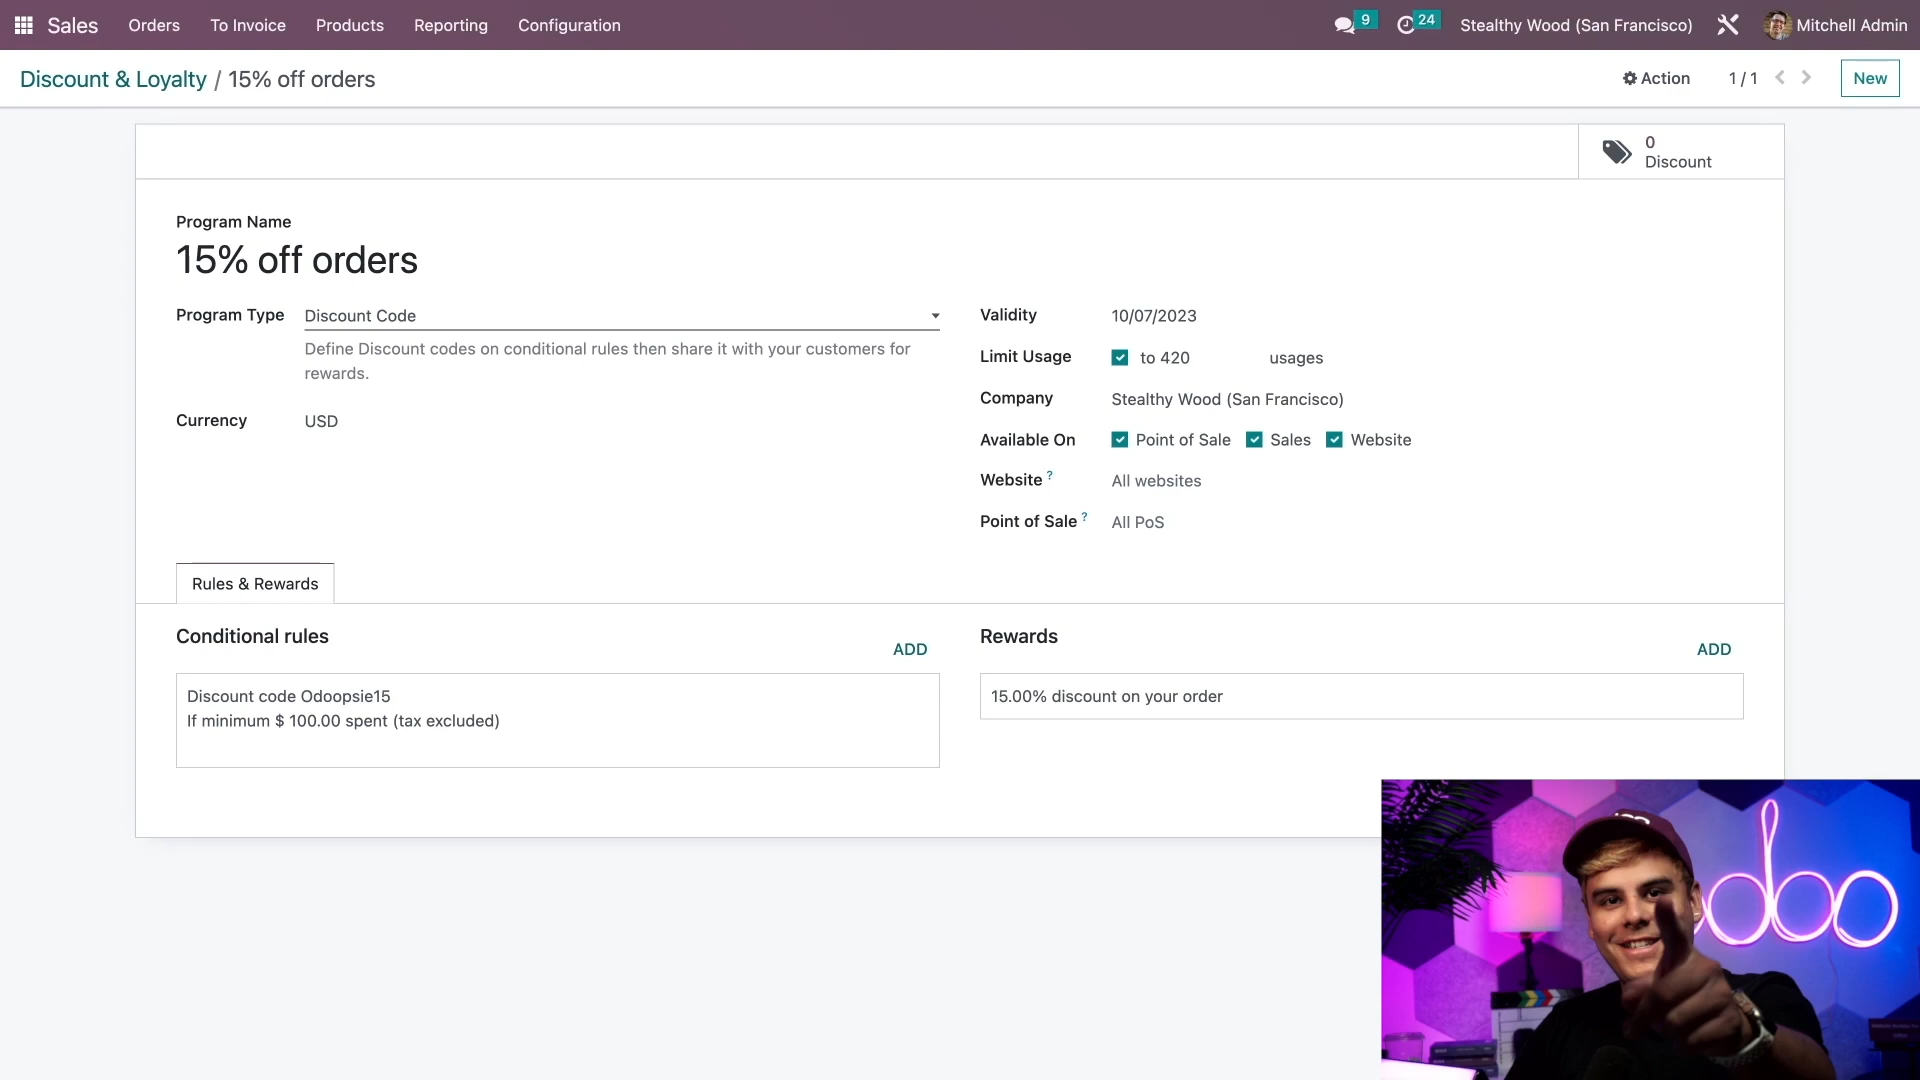 Sales Orders To Invoice Products Reporting Configuration 9 24 Stealthy Wood (San Francisco) Mitchell Admin
Discount & Loyalty / 15% off orders Action 1 / 1 New
0
Discount
Program Name
15% off orders
Program Type Discount Code
Define Discount codes on conditional rules then share it with your customers for
rewards.
Currency USD
Validity 10/07/2023
Limit Usage to 420 usages
Company Stealthy Wood (San Francisco)
Available On Point of Sale Sales Website
Website ? All websites
Point of Sale ? All PoS
Rules & Rewards
Conditional rules ADD
Discount code Odoopsie15
If minimum $ 100.00 spent (tax excluded)
Rewards ADD
15.00% discount on your order
odoo